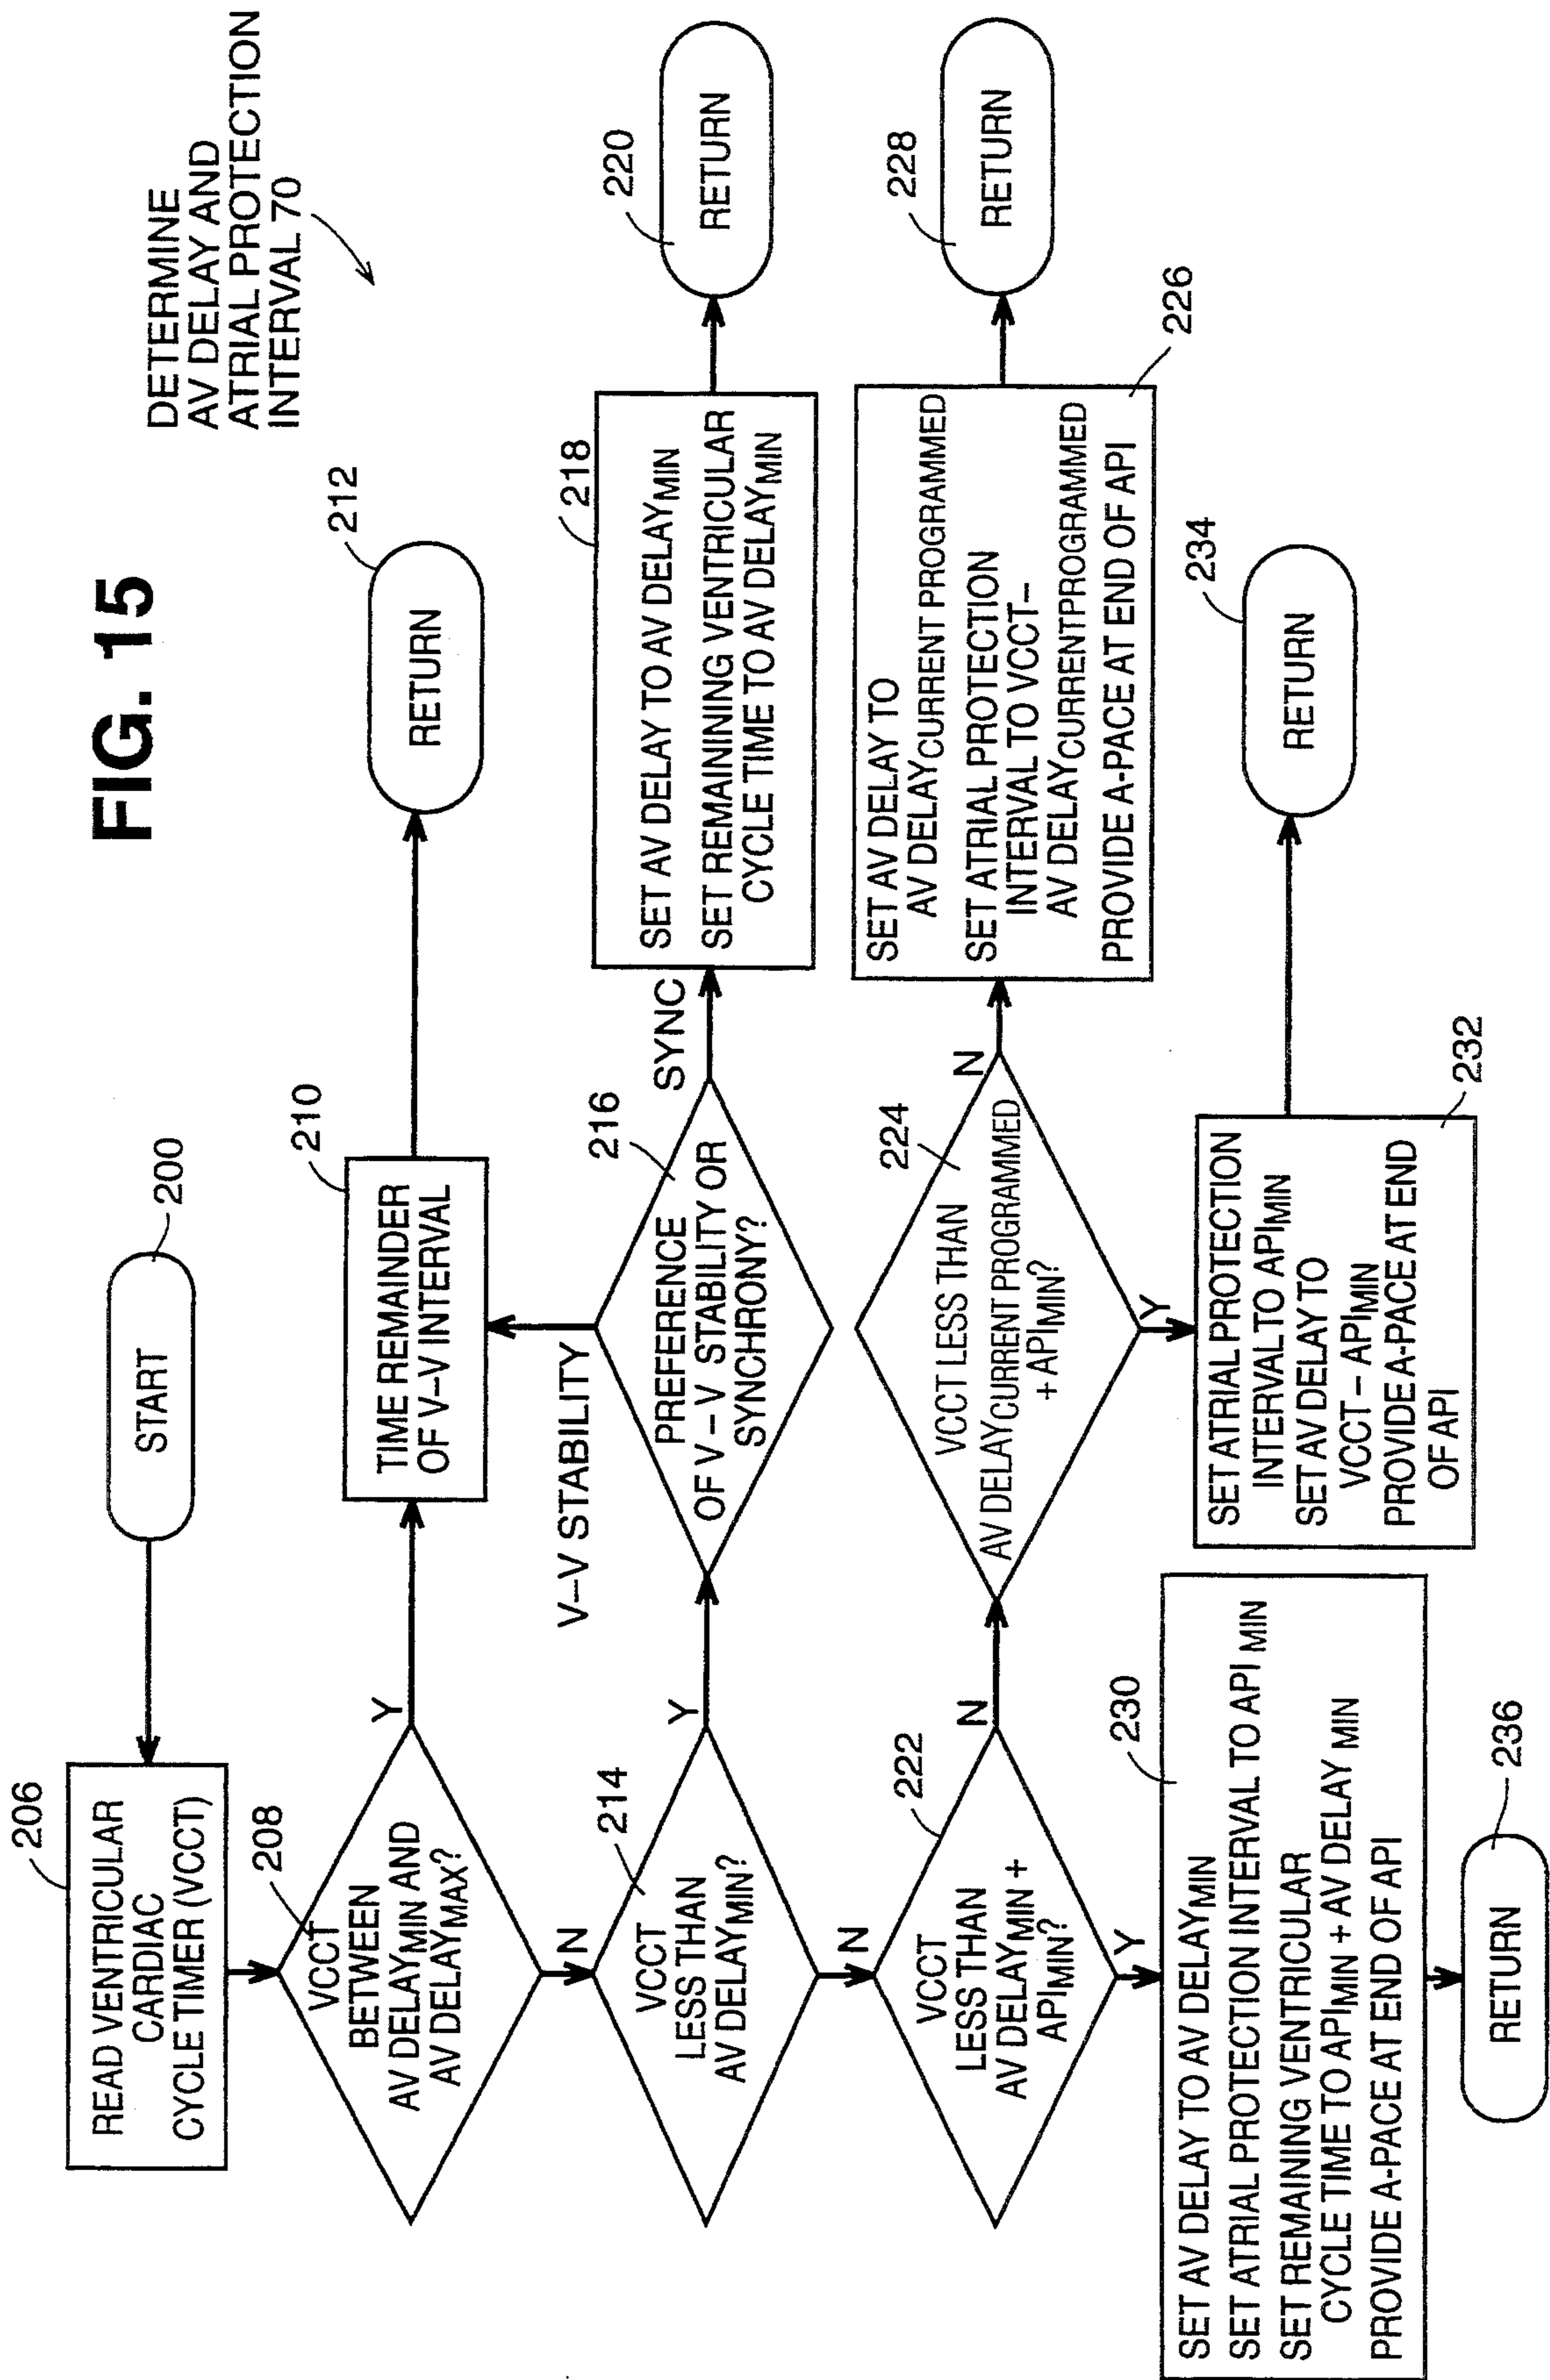 FIG. 15
DETERMINE
AV DELAY AND
ATRIAL PROTECTION
INTERVAL 70
START
200
206
READ VENTRICULAR
CARDIAC
CYCLE TIMER (VCCT)
208
VCCT
BETWEEN
AV DELAYMIN AND
AV DELAYMAX?
Y
N
210
TIME REMAINDER
OF V–V INTERVAL
212
RETURN
214
VCCT
LESS THAN
AV DELAYMIN?
Y
N
V–V STABILITY
216
PREFERENCE
OF V – V STABILITY OR
SYNCHRONY?
SYNC
218
SET AV DELAY TO AV DELAYMIN
SET REMAINING VENTRICULAR
CYCLE TIME TO AV DELAYMIN
220
RETURN
222
VCCT
LESS THAN
AV DELAYMIN +
APIMIN?
N
Y
224
VCCT LESS THAN
AV DELAYCURRENT PROGRAMMED
+ APIMIN?
N
Y
SET AV DELAY TO
AV DELAYCURRENT PROGRAMMED
SET ATRIAL PROTECTION
INTERVAL TO VCCT–
AV DELAYCURRENTPROGRAMMED
PROVIDE A-PACE AT END OF API
226
228
RETURN
230
SET AV DELAY TO AV DELAYMIN
SET ATRIAL PROTECTION INTERVAL TO API MIN
SET REMAINING VENTRICULAR
CYCLE TIME TO APIMIN + AV DELAY MIN
PROVIDE A-PACE AT END OF API
SET ATRIAL PROTECTION
INTERVAL TO APIMIN
SET AV DELAY TO
VCCT – APIMIN
PROVIDE A-PACE AT END
OF API
232
234
RETURN
236
RETURN